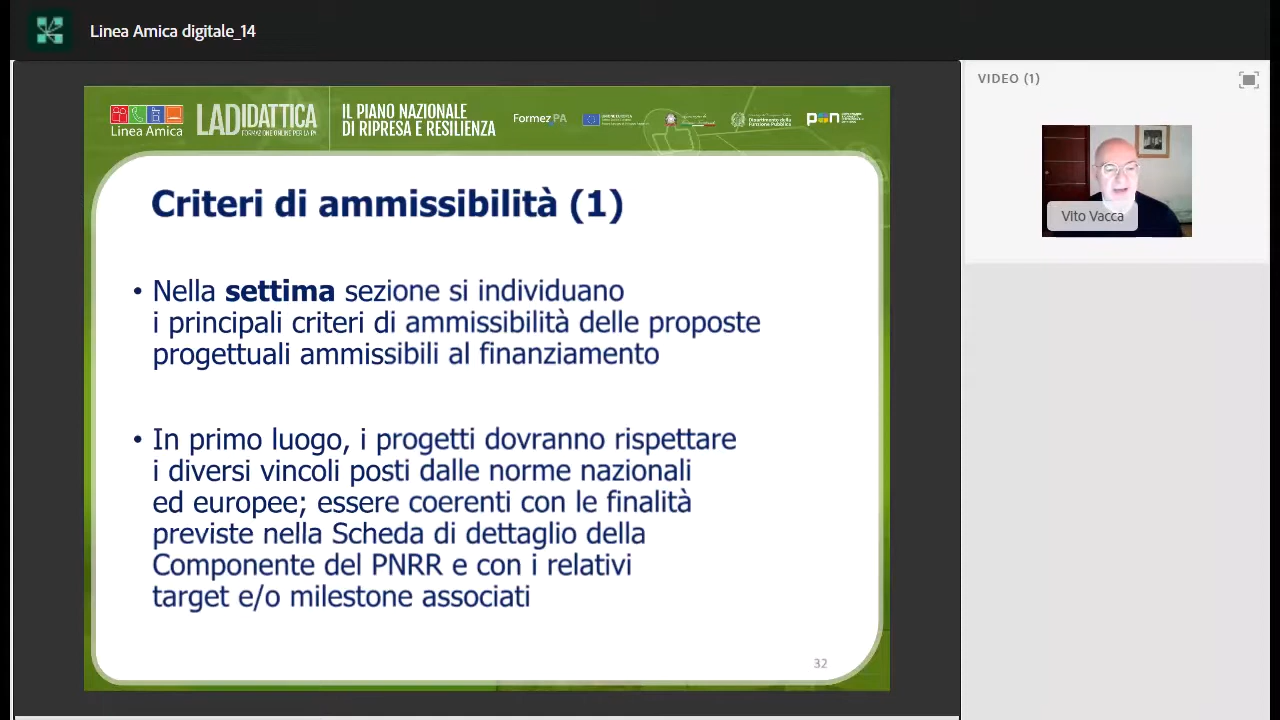 Linea Amica digitale_14
VIDEO (1)
Linea Amica
LADIDATTICA
FORMAZIONE ONLINE PER LA PA
IL PIANO NAZIONALE
DI RIPRESA E RESILIENZA
FormezPA
Dipartimento della
Funzione Pubblica
Vito Vacca
Criteri di ammissibilità (1)
• Nella settima sezione si individuano
i principali criteri di ammissibilità delle proposte
progettuali ammissibili al finanziamento
• In primo luogo, i progetti dovranno rispettare
i diversi vincoli posti dalle norme nazionali
ed europee; essere coerenti con le finalità
previste nella Scheda di dettaglio della
Componente del PNRR e con i relativi
target e/o milestone associati
32